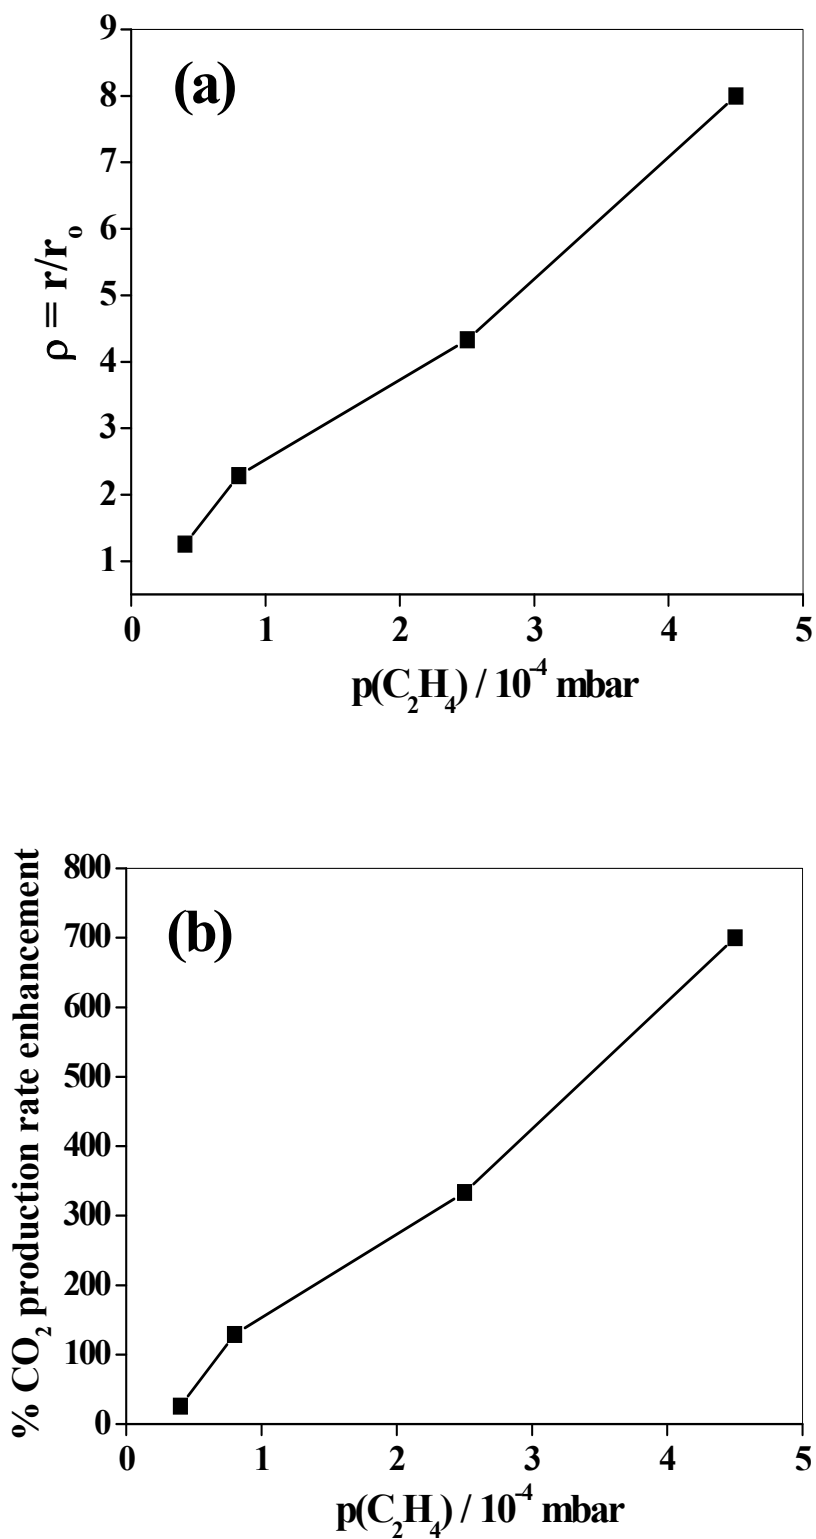 (a)
9
8
7
6
5
4
3
2
1
ρ = r/rₒ
0 1 2 3 4 5
p(C₂H₄) / 10⁻⁴ mbar
(b)
800
700
600
500
400
300
200
100
0
% CO₂ production rate enhancement
0 1 2 3 4 5
p(C₂H₄) / 10⁻⁴ mbar